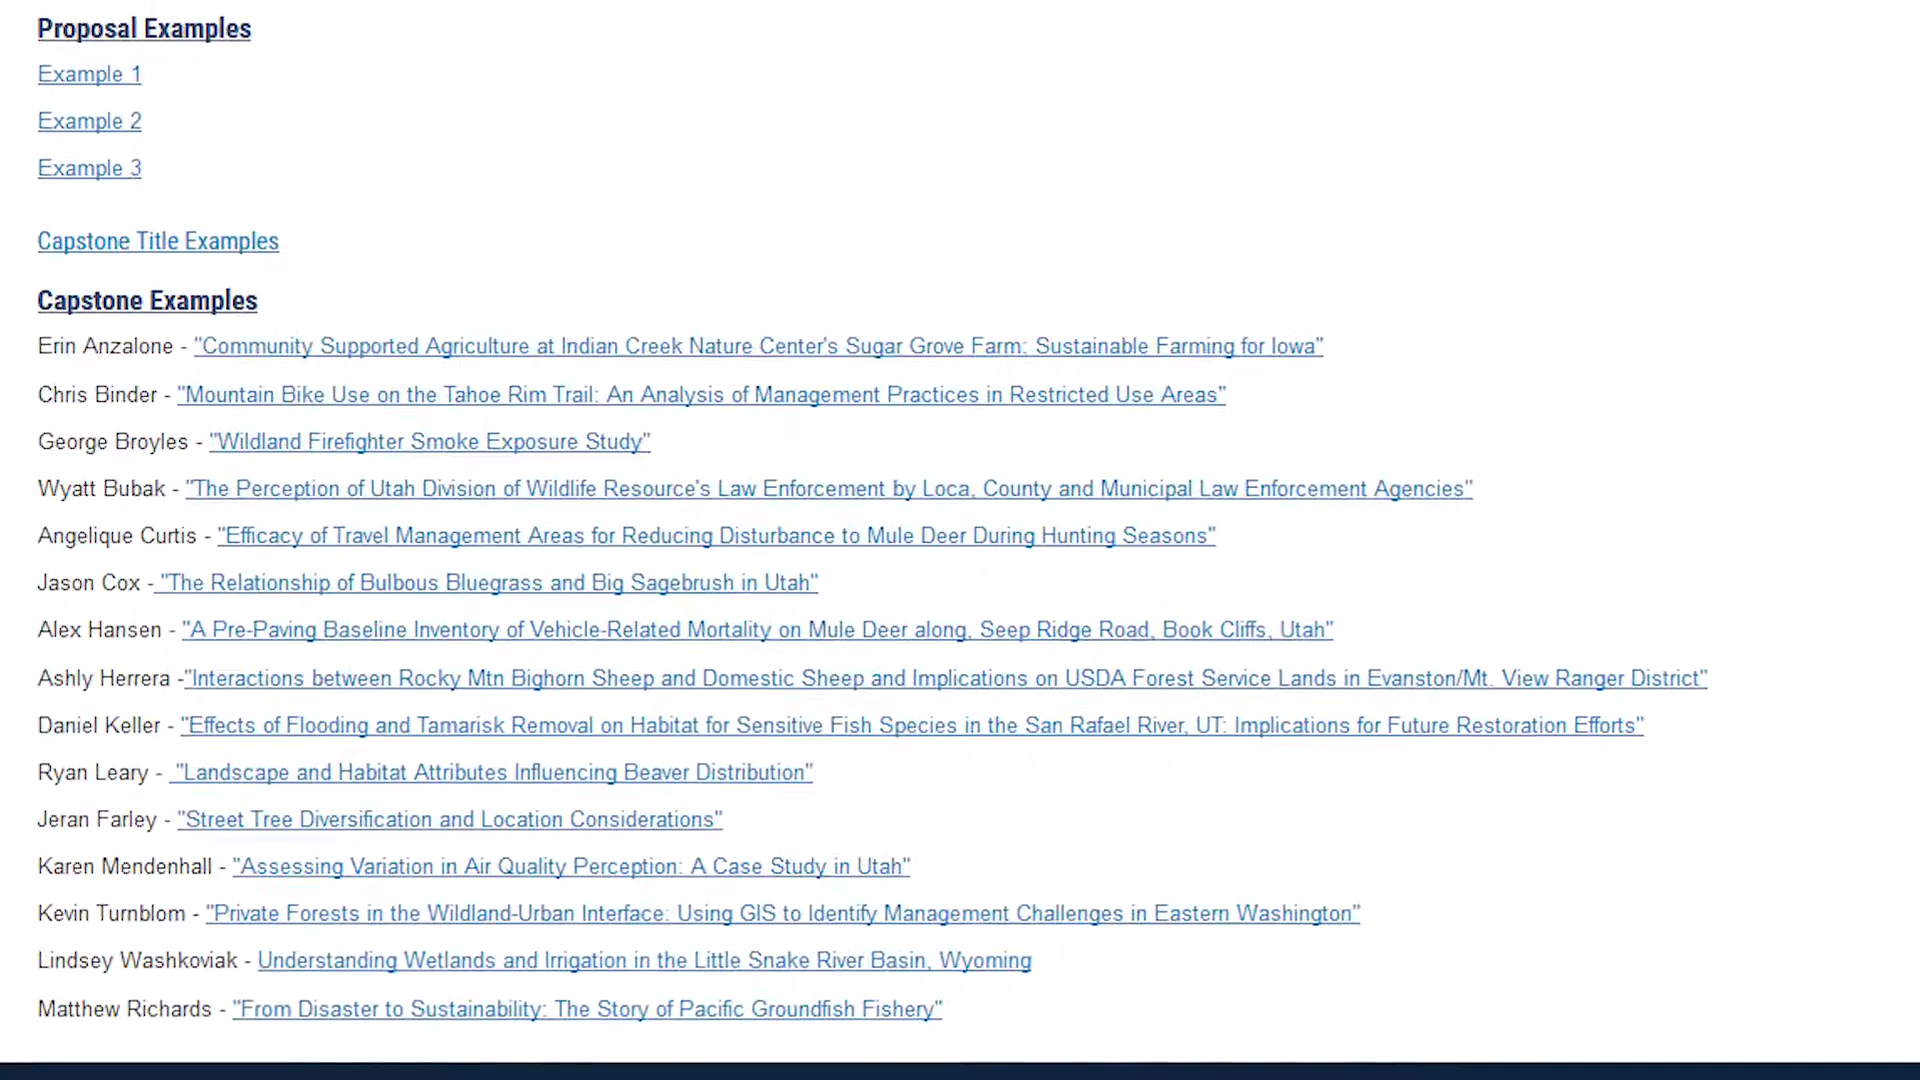 Proposal Examples
Example 1
Example 2
Example 3
Capstone Title Examples
Capstone Examples
Erin Anzalone - "Community Supported Agriculture at Indian Creek Nature Center's Sugar Grove Farm: Sustainable Farming for Iowa"
Chris Binder - "Mountain Bike Use on the Tahoe Rim Trail: An Analysis of Management Practices in Restricted Use Areas"
George Broyles - "Wildland Firefighter Smoke Exposure Study"
Wyatt Bubak - "The Perception of Utah Division of Wildlife Resource's Law Enforcement by Loca, County and Municipal Law Enforcement Agencies"
Angelique Curtis - "Efficacy of Travel Management Areas for Reducing Disturbance to Mule Deer During Hunting Seasons"
Jason Cox - "The Relationship of Bulbous Bluegrass and Big Sagebrush in Utah"
Alex Hansen - "A Pre-Paving Baseline Inventory of Vehicle-Related Mortality on Mule Deer along, Seep Ridge Road, Book Cliffs, Utah"
Ashly Herrera -"Interactions between Rocky Mtn Bighorn Sheep and Domestic Sheep and Implications on USDA Forest Service Lands in Evanston/Mt. View Ranger District"
Daniel Keller - "Effects of Flooding and Tamarisk Removal on Habitat for Sensitive Fish Species in the San Rafael River, UT: Implications for Future Restoration Efforts"
Ryan Leary - "Landscape and Habitat Attributes Influencing Beaver Distribution"
Jeran Farley - "Street Tree Diversification and Location Considerations"
Karen Mendenhall - "Assessing Variation in Air Quality Perception: A Case Study in Utah"
Kevin Turnblom - "Private Forests in the Wildland-Urban Interface: Using GIS to Identify Management Challenges in Eastern Washington"
Lindsey Washkoviak - Understanding Wetlands and Irrigation in the Little Snake River Basin, Wyoming
Matthew Richards - "From Disaster to Sustainability: The Story of Pacific Groundfish Fishery"